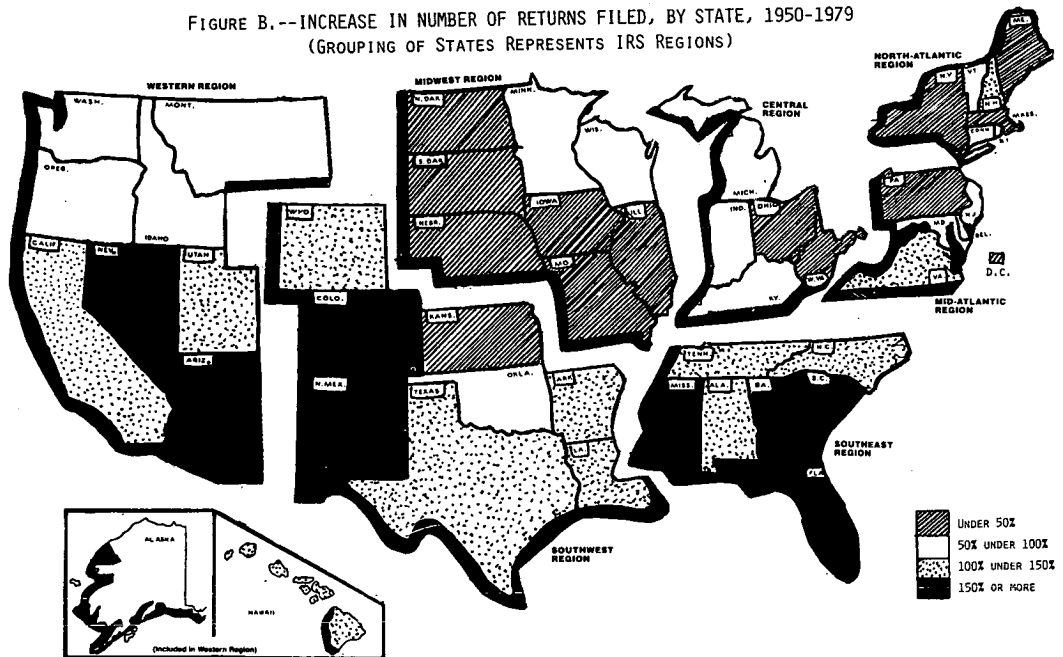 FIGURE B.--INCREASE IN NUMBER OF RETURNS FILED, BY STATE, 1950-1979
(GROUPING OF STATES REPRESENTS IRS REGIONS)
WESTERN REGION
WASH.
MONT.
OREG.
IDAHO
CALIF
NEV.
UTAH
ARIZ.
MIDWEST REGION
N. DAK
MINN.
S. DAK
WIS.
NEBR.
IOWA
ILL
MO.
CENTRAL
REGION
MICH.
IND.
OHIO
W. VA
KY.
NORTH-ATLANTIC
REGION
ME.
N.Y
VT.
N.H.
MASS.
CONN
R.I
PA
N.J
MD
DEL.
VA
D.C.
MID-ATLANTIC
REGION
WYO
COLO.
KANS.
N.MEX.
OKLA.
TEXAS
ARK
LA
SOUTHWEST
REGION
TENN.
N.C.
MISS.
ALA.
GA.
S.C.
FLA
SOUTHEAST
REGION
ALASKA
HAWAII
(Included in Western Region)
UNDER 50%
50% UNDER 100%
100% UNDER 150%
150% OR MORE